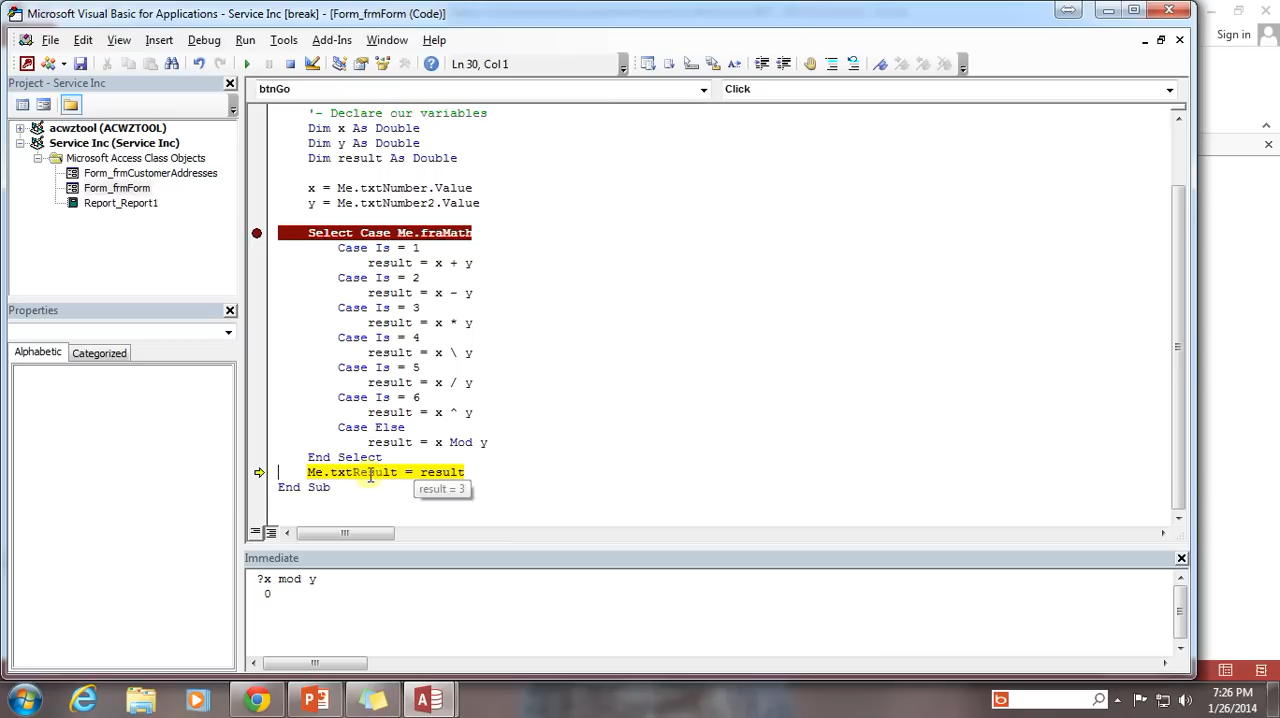 Microsoft Visual Basic for Applications - Service Inc [break] - [Form_frmForm (Code)]
File Edit View Insert Debug Run Tools Add-Ins Window Help
Sign in
Ln 30, Col 1
Project - Service Inc
btnGo Click
acwztool (ACWZTOOL)
Service Inc (Service Inc)
Microsoft Access Class Objects
Form_frmCustomerAddresses
Form_frmForm
Report_Report1
Properties
Alphabetic Categorized
'- Declare our variables
Dim x As Double
Dim y As Double
Dim result As Double
x = Me.txtNumber.Value
y = Me.txtNumber2.Value
Select Case Me.fraMath
Case Is = 1
result = x + y
Case Is = 2
result = x - y
Case Is = 3
result = x * y
Case Is = 4
result = x \ y
Case Is = 5
result = x / y
Case Is = 6
result = x ^ y
Case Else
result = x Mod y
End Select
Me.txtResult = result
End Sub
result = 3
Immediate
?x mod y
0
7:26 PM
1/26/2014